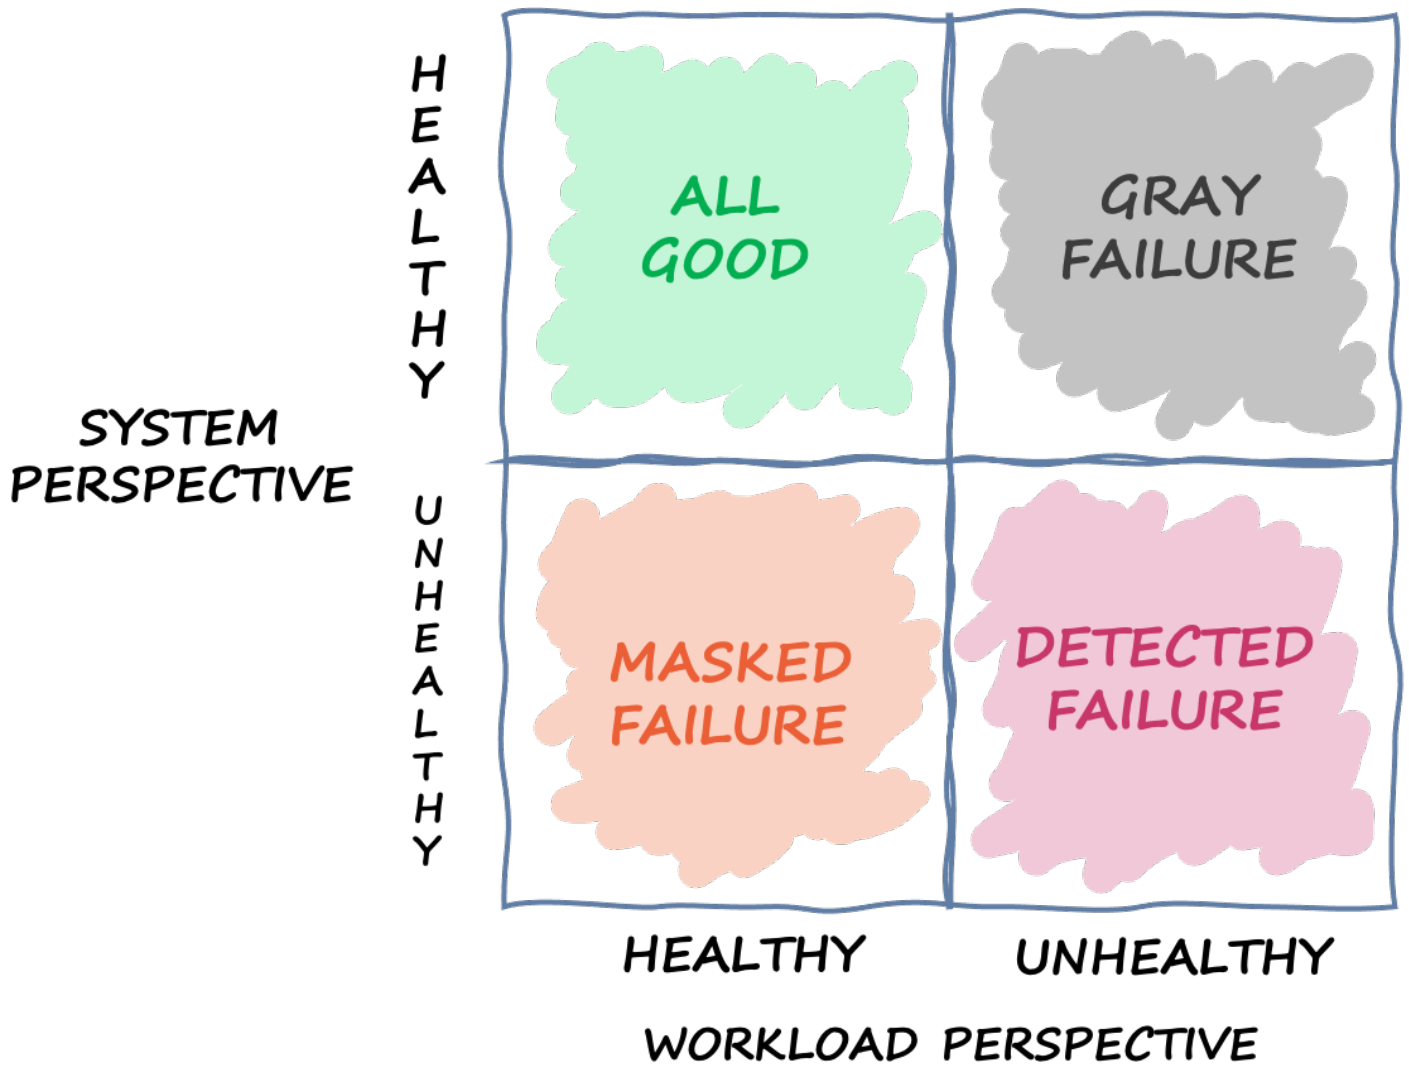 HEALTHY
ALL
GOOD
GRAY
FAILURE
SYSTEM
PERSPECTIVE
UNHEALTHY
MASKED
FAILURE
DETECTED
FAILURE
HEALTHY
UNHEALTHY
WORKLOAD PERSPECTIVE